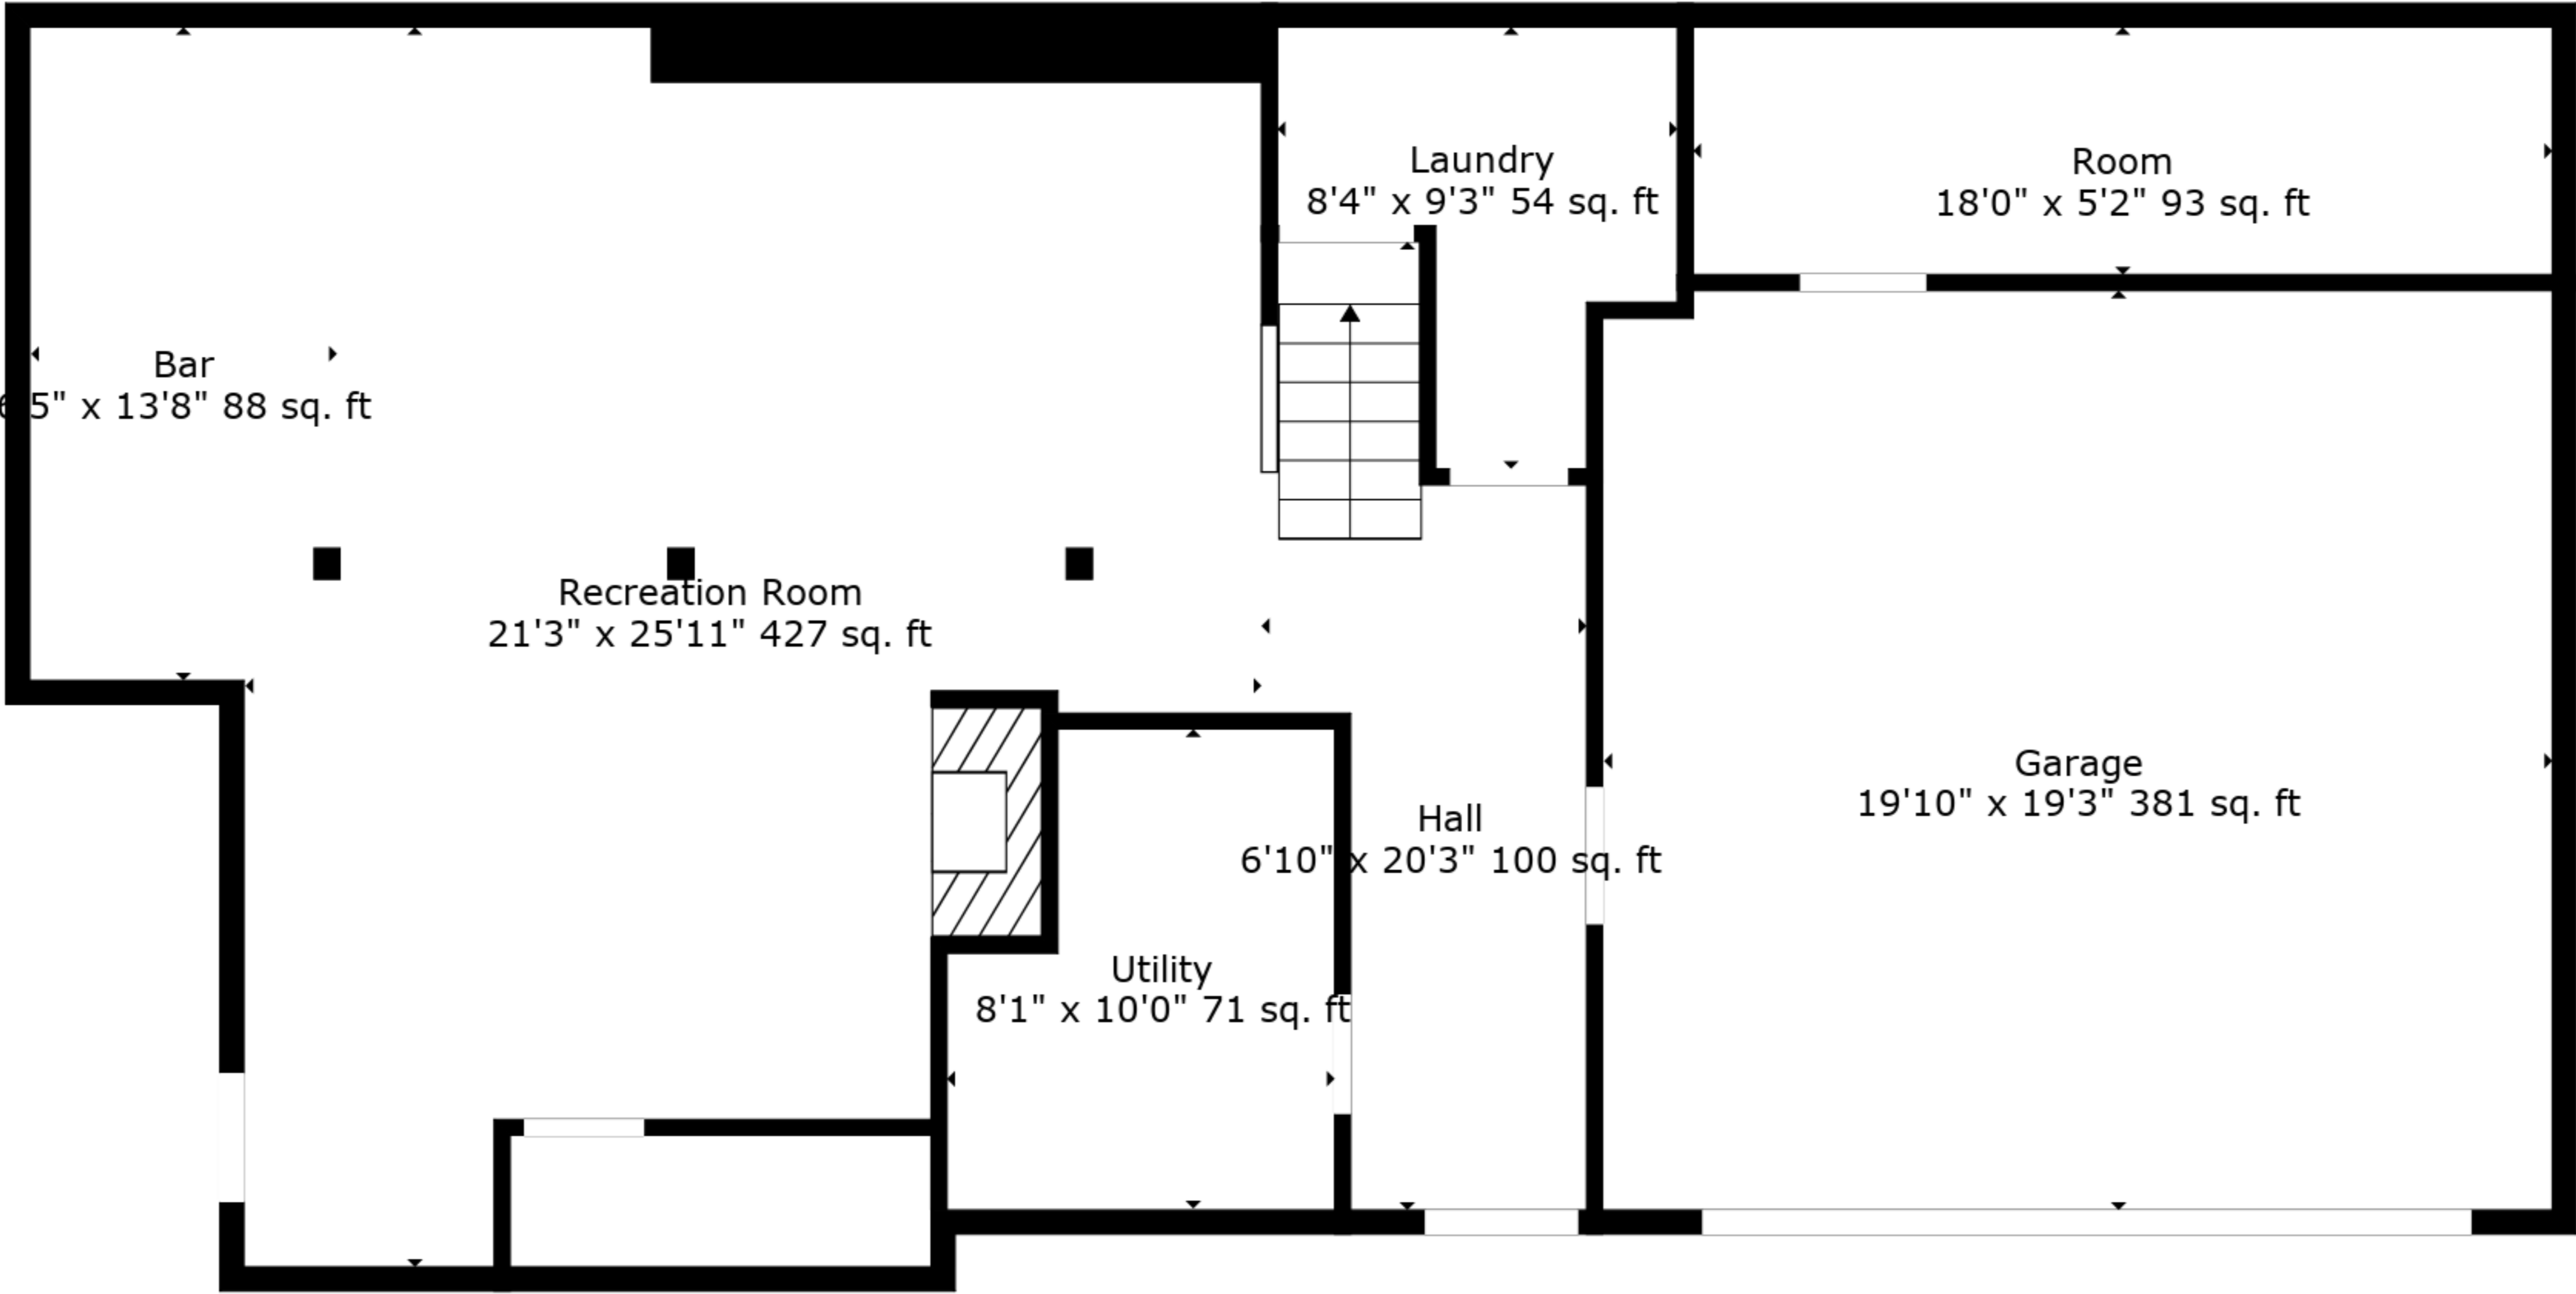 Laundry
8'4" x 9'3" 54 sq. ft
Room
18'0" x 5'2" 93 sq. ft
Bar
5" x 13'8" 88 sq. ft
Recreation Room
21'3" x 25'11" 427 sq. ft
Garage
19'10" x 19'3" 381 sq. ft
Hall
6'10" x 20'3" 100 sq. ft
Utility
8'1" x 10'0" 71 sq. ft